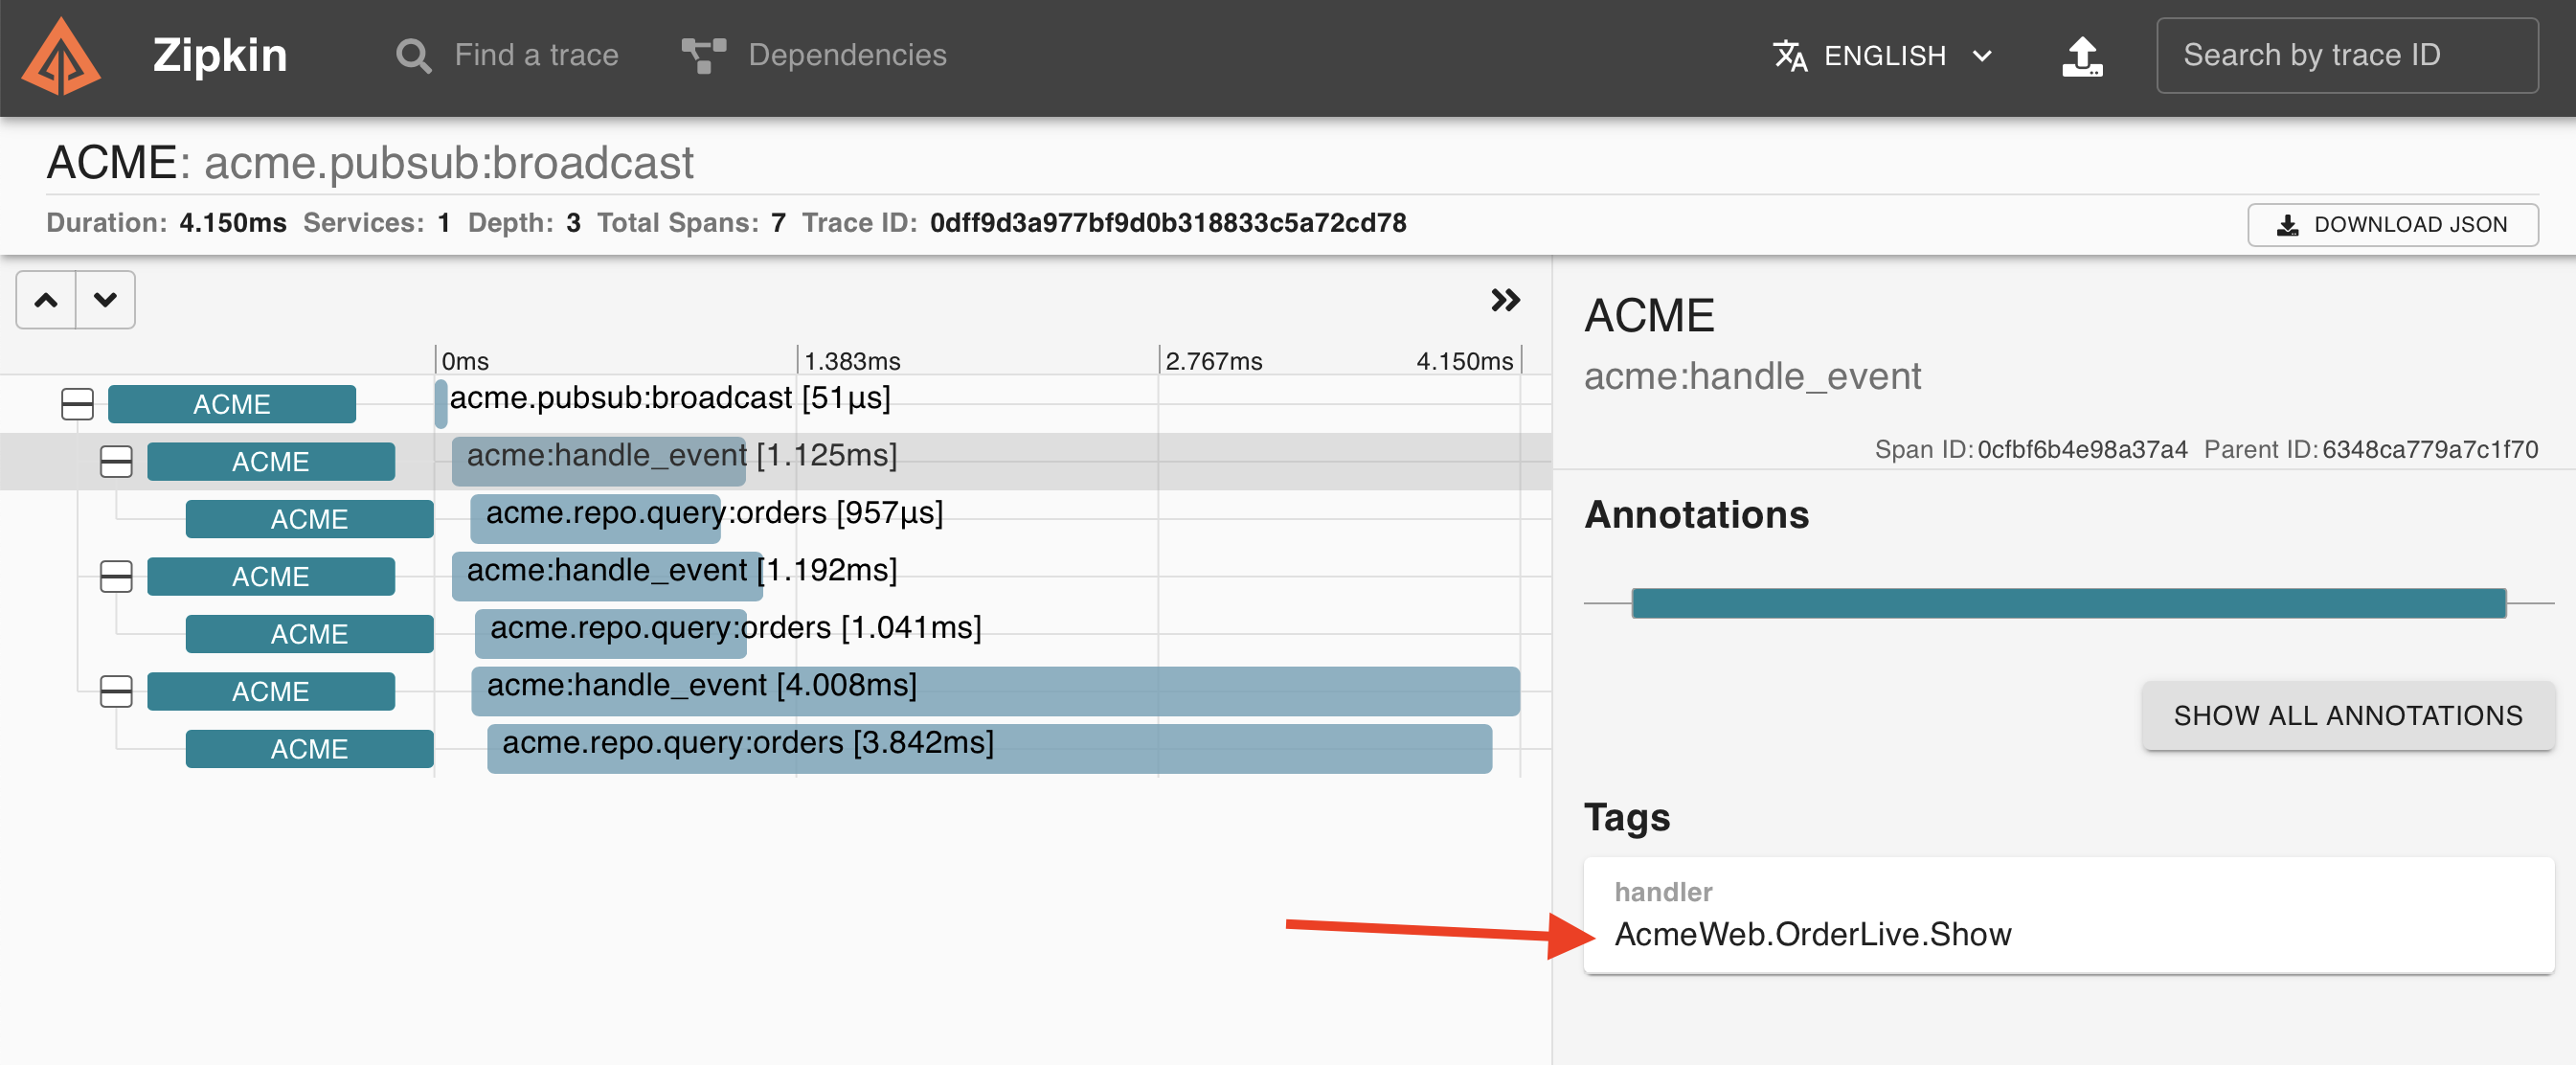 Zipkin Find a trace Dependencies ENGLISH Search by trace ID
ACME: acme.pubsub:broadcast
Duration: 4.150ms Services: 1 Depth: 3 Total Spans: 7 Trace ID: 0dff9d3a977bf9d0b318833c5a72cd78 DOWNLOAD JSON
0ms 1.383ms 2.767ms 4.150ms
ACME acme.pubsub:broadcast [51μs]
ACME acme:handle_event [1.125ms]
ACME acme.repo.query:orders [957μs]
ACME acme:handle_event [1.192ms]
ACME acme.repo.query:orders [1.041ms]
ACME acme:handle_event [4.008ms]
ACME acme.repo.query:orders [3.842ms]
ACME
acme:handle_event
Span ID: 0cfbf6b4e98a37a4 Parent ID: 6348ca779a7c1f70
Annotations
SHOW ALL ANNOTATIONS
Tags
handler
AcmeWeb.OrderLive.Show